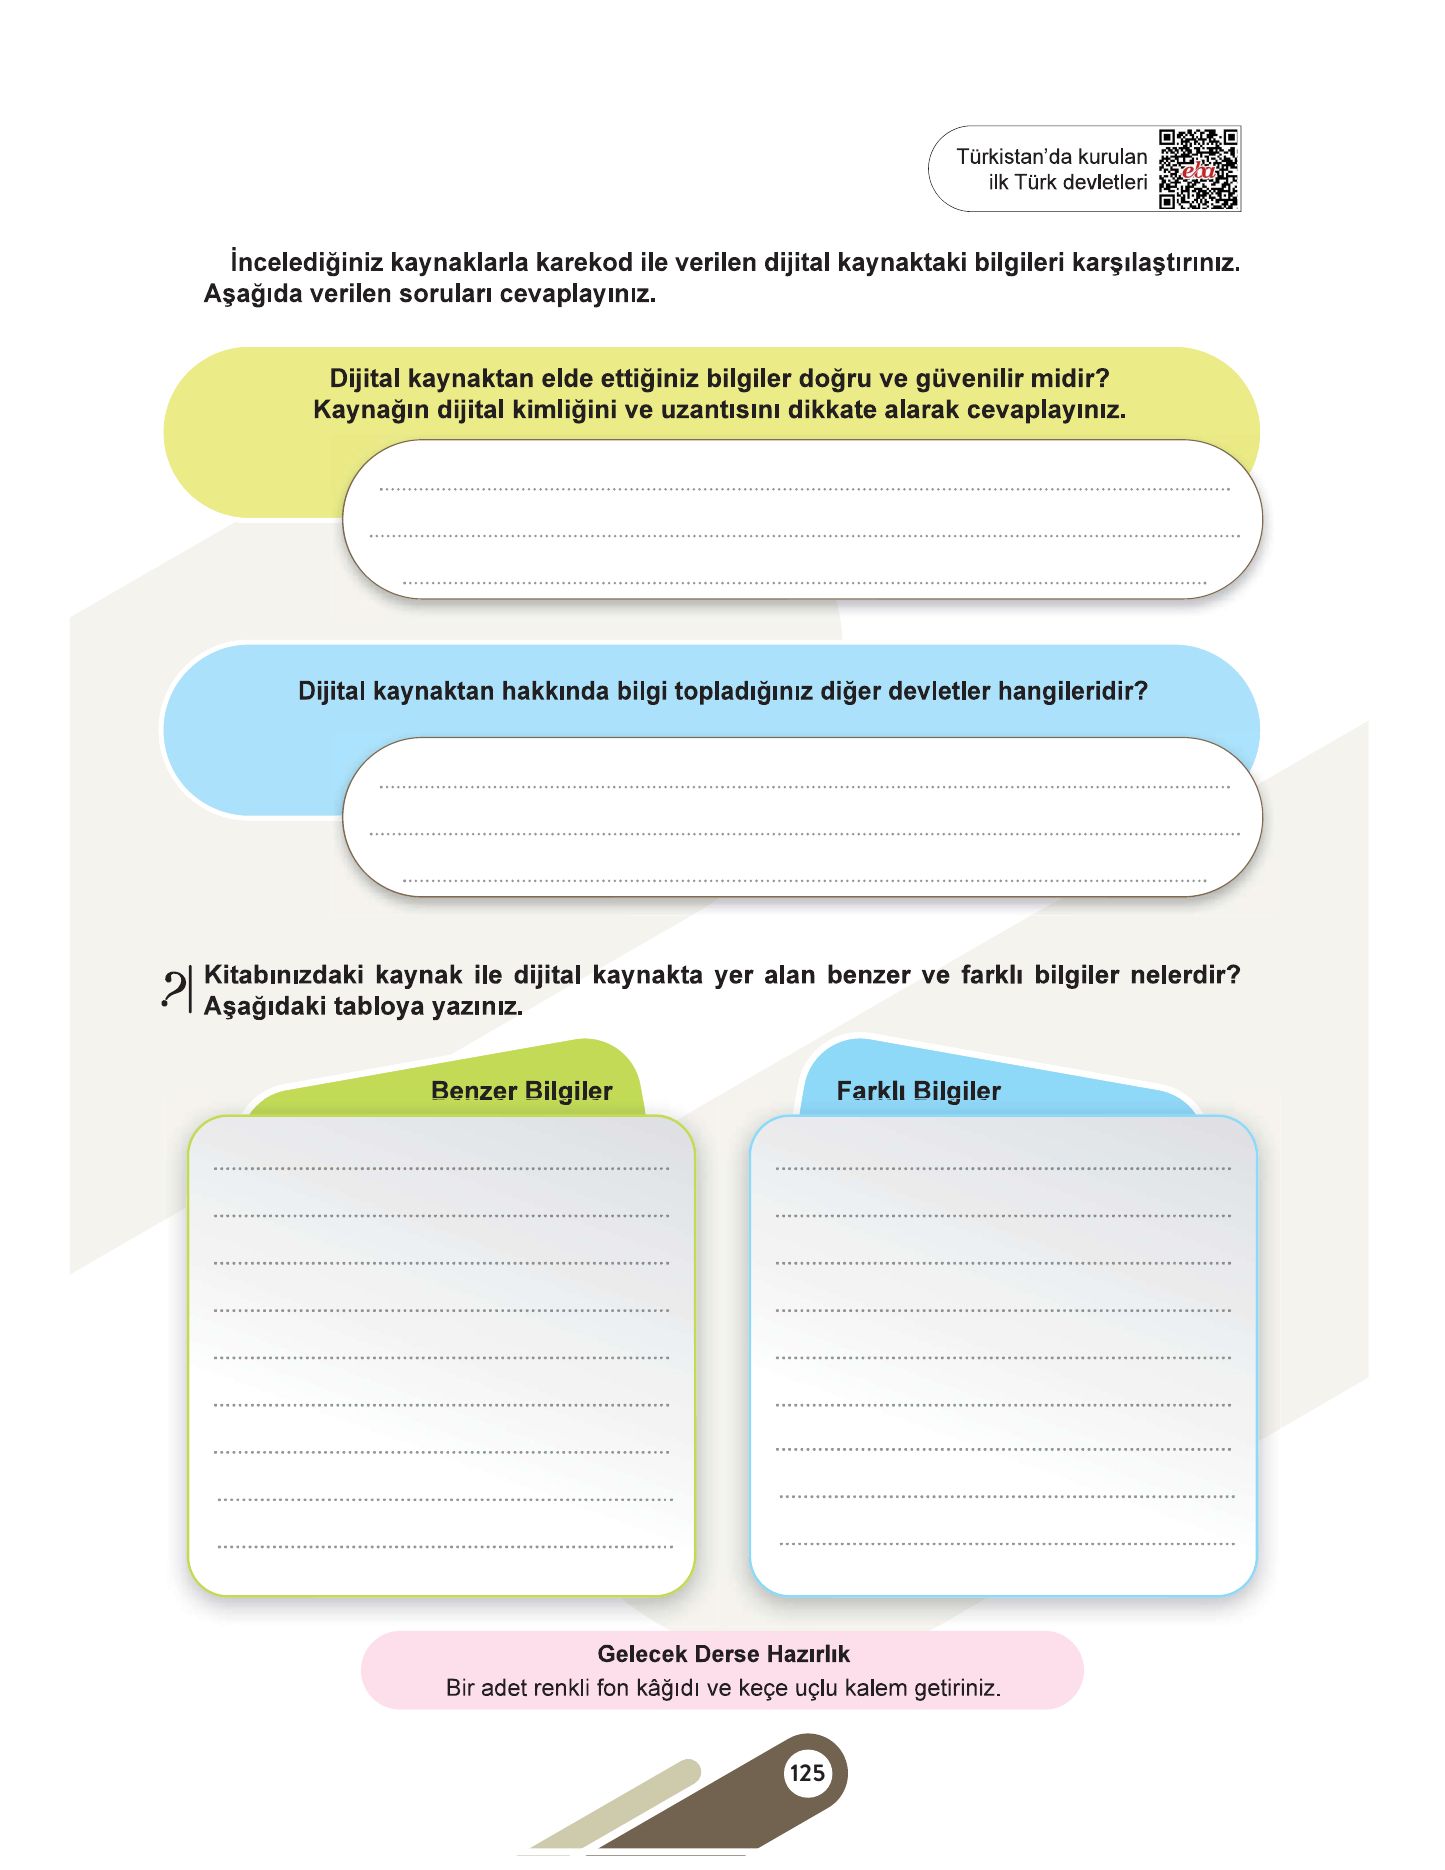 Türkistan’da kurulan
ilk Türk devletleri
eba
İncelediğiniz kaynaklarla karekod ile verilen dijital kaynaktaki bilgileri karşılaştırınız.
Aşağıda verilen soruları cevaplayınız.
Dijital kaynaktan elde ettiğiniz bilgiler doğru ve güvenilir midir?
Kaynağın dijital kimliğini ve uzantısını dikkate alarak cevaplayınız.
Dijital kaynaktan hakkında bilgi topladığınız diğer devletler hangileridir?
Kitabınızdaki kaynak ile dijital kaynakta yer alan benzer ve farklı bilgiler nelerdir?
Aşağıdaki tabloya yazınız.
Benzer Bilgiler
Farklı Bilgiler
Gelecek Derse Hazırlık
Bir adet renkli fon kâğıdı ve keçe uçlu kalem getiriniz.
125